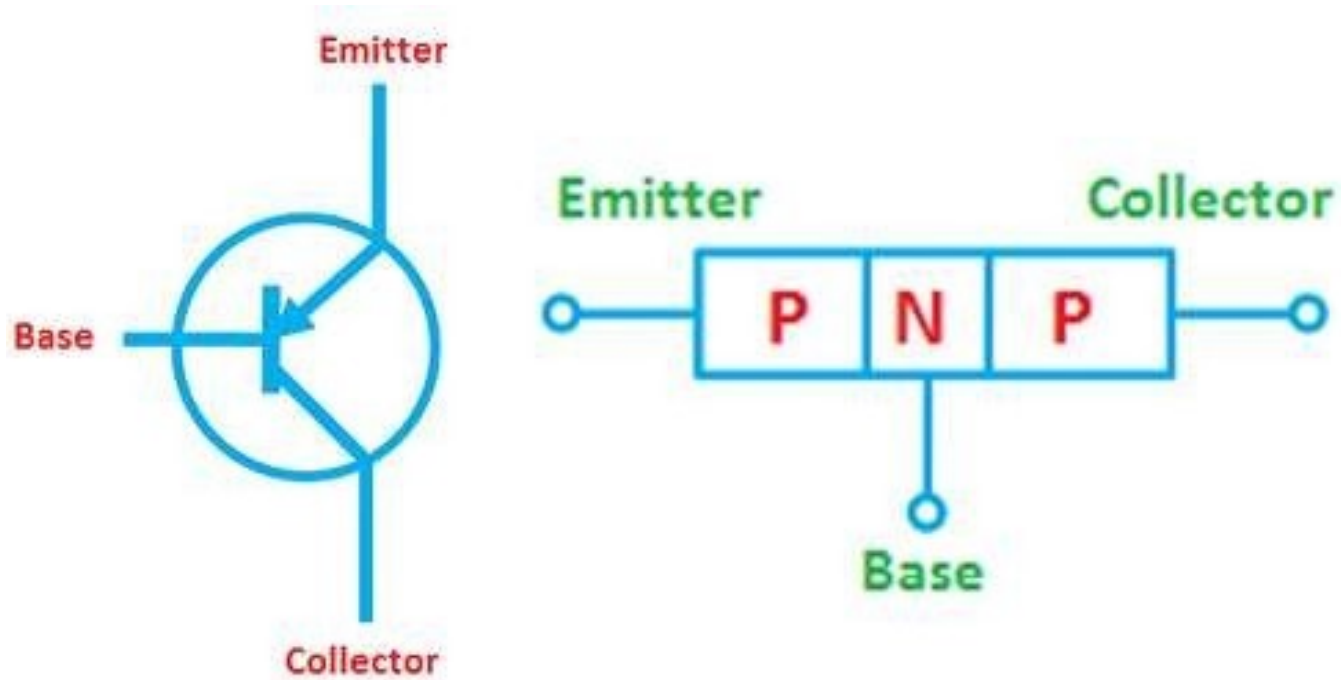 Emitter
Base
Collector
Emitter
Collector
P N P
Base